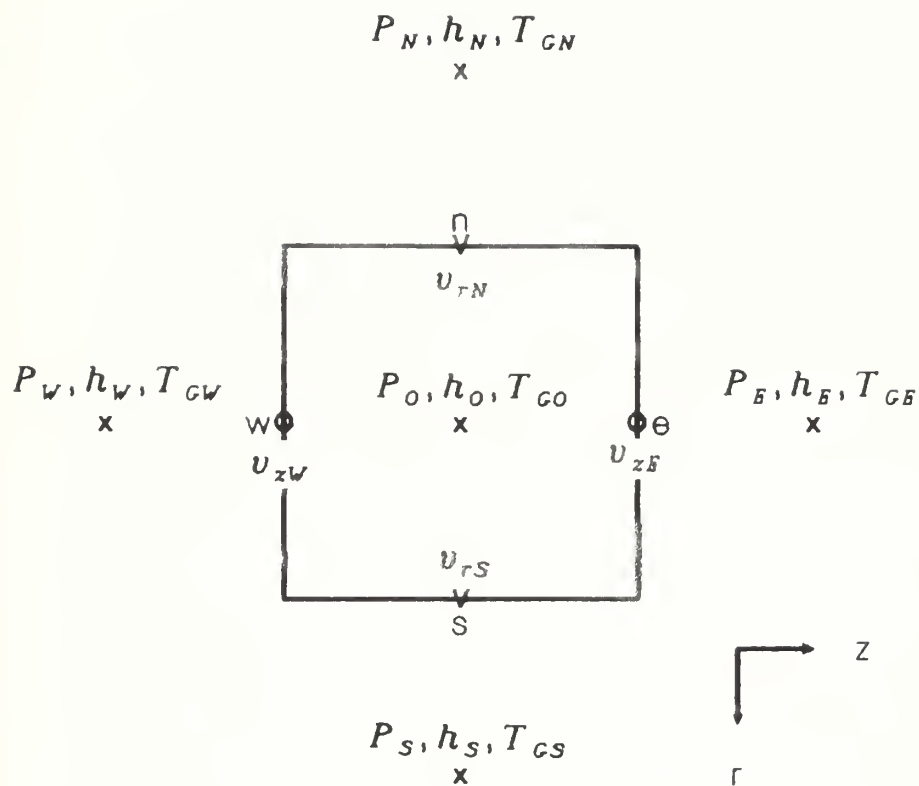 P_N, h_N, T_GN
x
n
v_rN
P_W, h_W, T_GW
x
P_O, h_O, T_GO
x
P_E, h_E, T_GE
x
w
e
v_zW
v_zE
v_rS
s
z
r
P_S, h_S, T_GS
x